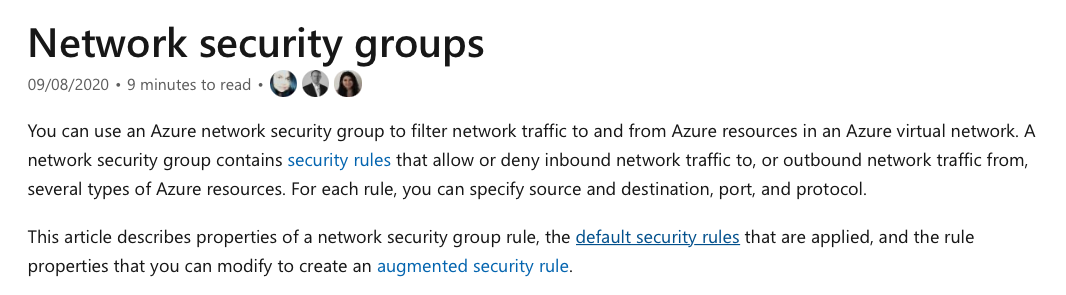 Network security groups
09/08/2020 • 9 minutes to read •
You can use an Azure network security group to filter network traffic to and from Azure resources in an Azure virtual network. A
network security group contains security rules that allow or deny inbound network traffic to, or outbound network traffic from,
several types of Azure resources. For each rule, you can specify source and destination, port, and protocol.
This article describes properties of a network security group rule, the default security rules that are applied, and the rule
properties that you can modify to create an augmented security rule.